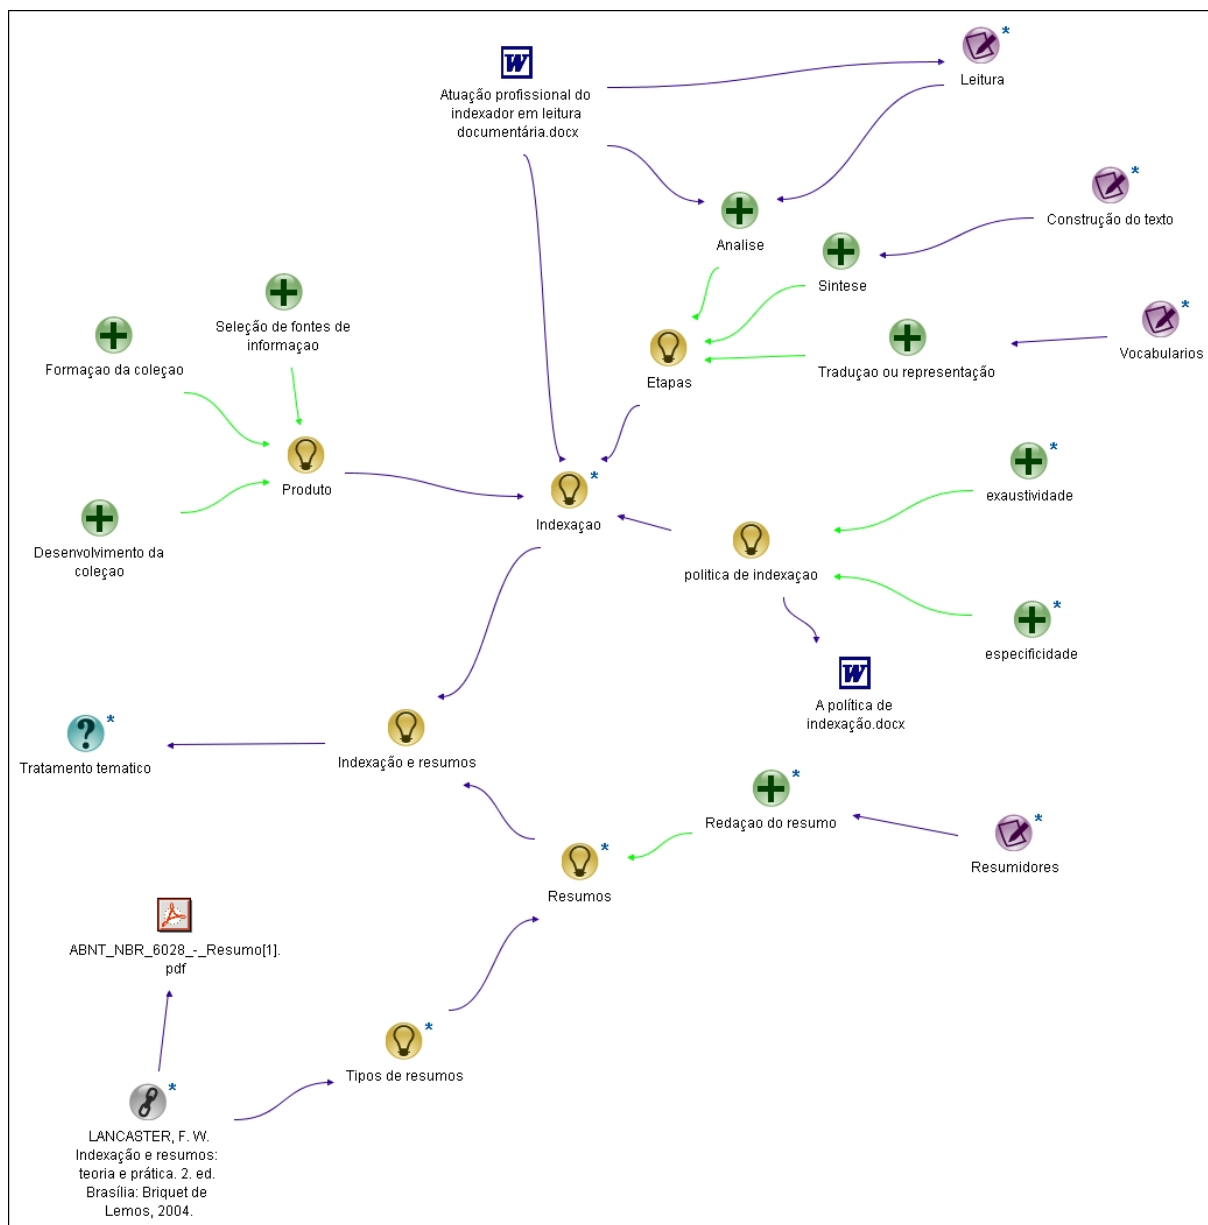 Leitura
*
Atuação profissional do
indexador em leitura
documentária.docx
*
Construção do texto
Analise
Sintese
Seleção de fontes de
informaçao
*
Vocabularios
Formaçao da coleçao
Traduçao ou representação
Etapas
*
exaustividade
Produto
*
Indexaçao
Desenvolvimento da
coleçao
politica de indexaçao
*
especificidade
A política de
indexação.docx
*
Tratamento tematico
Indexação e resumos
*
Redaçao do resumo
*
Resumidores
*
Resumos
ABNT_NBR_6028_-_Resumo[1].
pdf
*
Tipos de resumos
*
LANCASTER, F. W.
Indexação e resumos:
teoria e prática. 2. ed.
Brasília: Briquet de
Lemos, 2004.